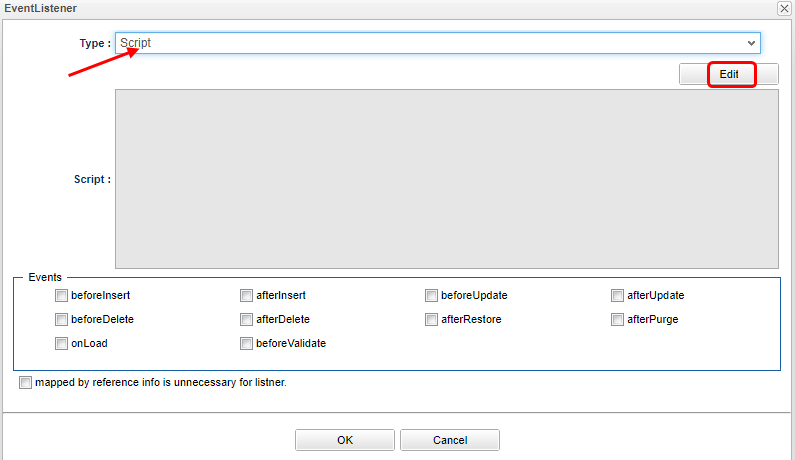 EventListener
Type : Script
Edit
Script :
Events
beforeInsert afterInsert beforeUpdate afterUpdate
beforeDelete afterDelete afterRestore afterPurge
onLoad beforeValidate
mapped by reference info is unnecessary for listner.
OK Cancel